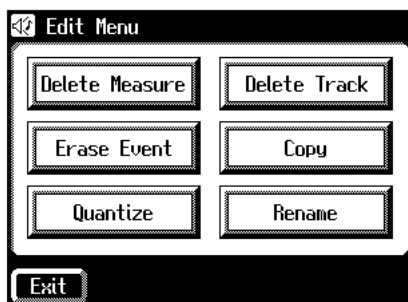 Edit Menu
Delete Measure Delete Track
Erase Event Copy
Quantize Rename
Exit